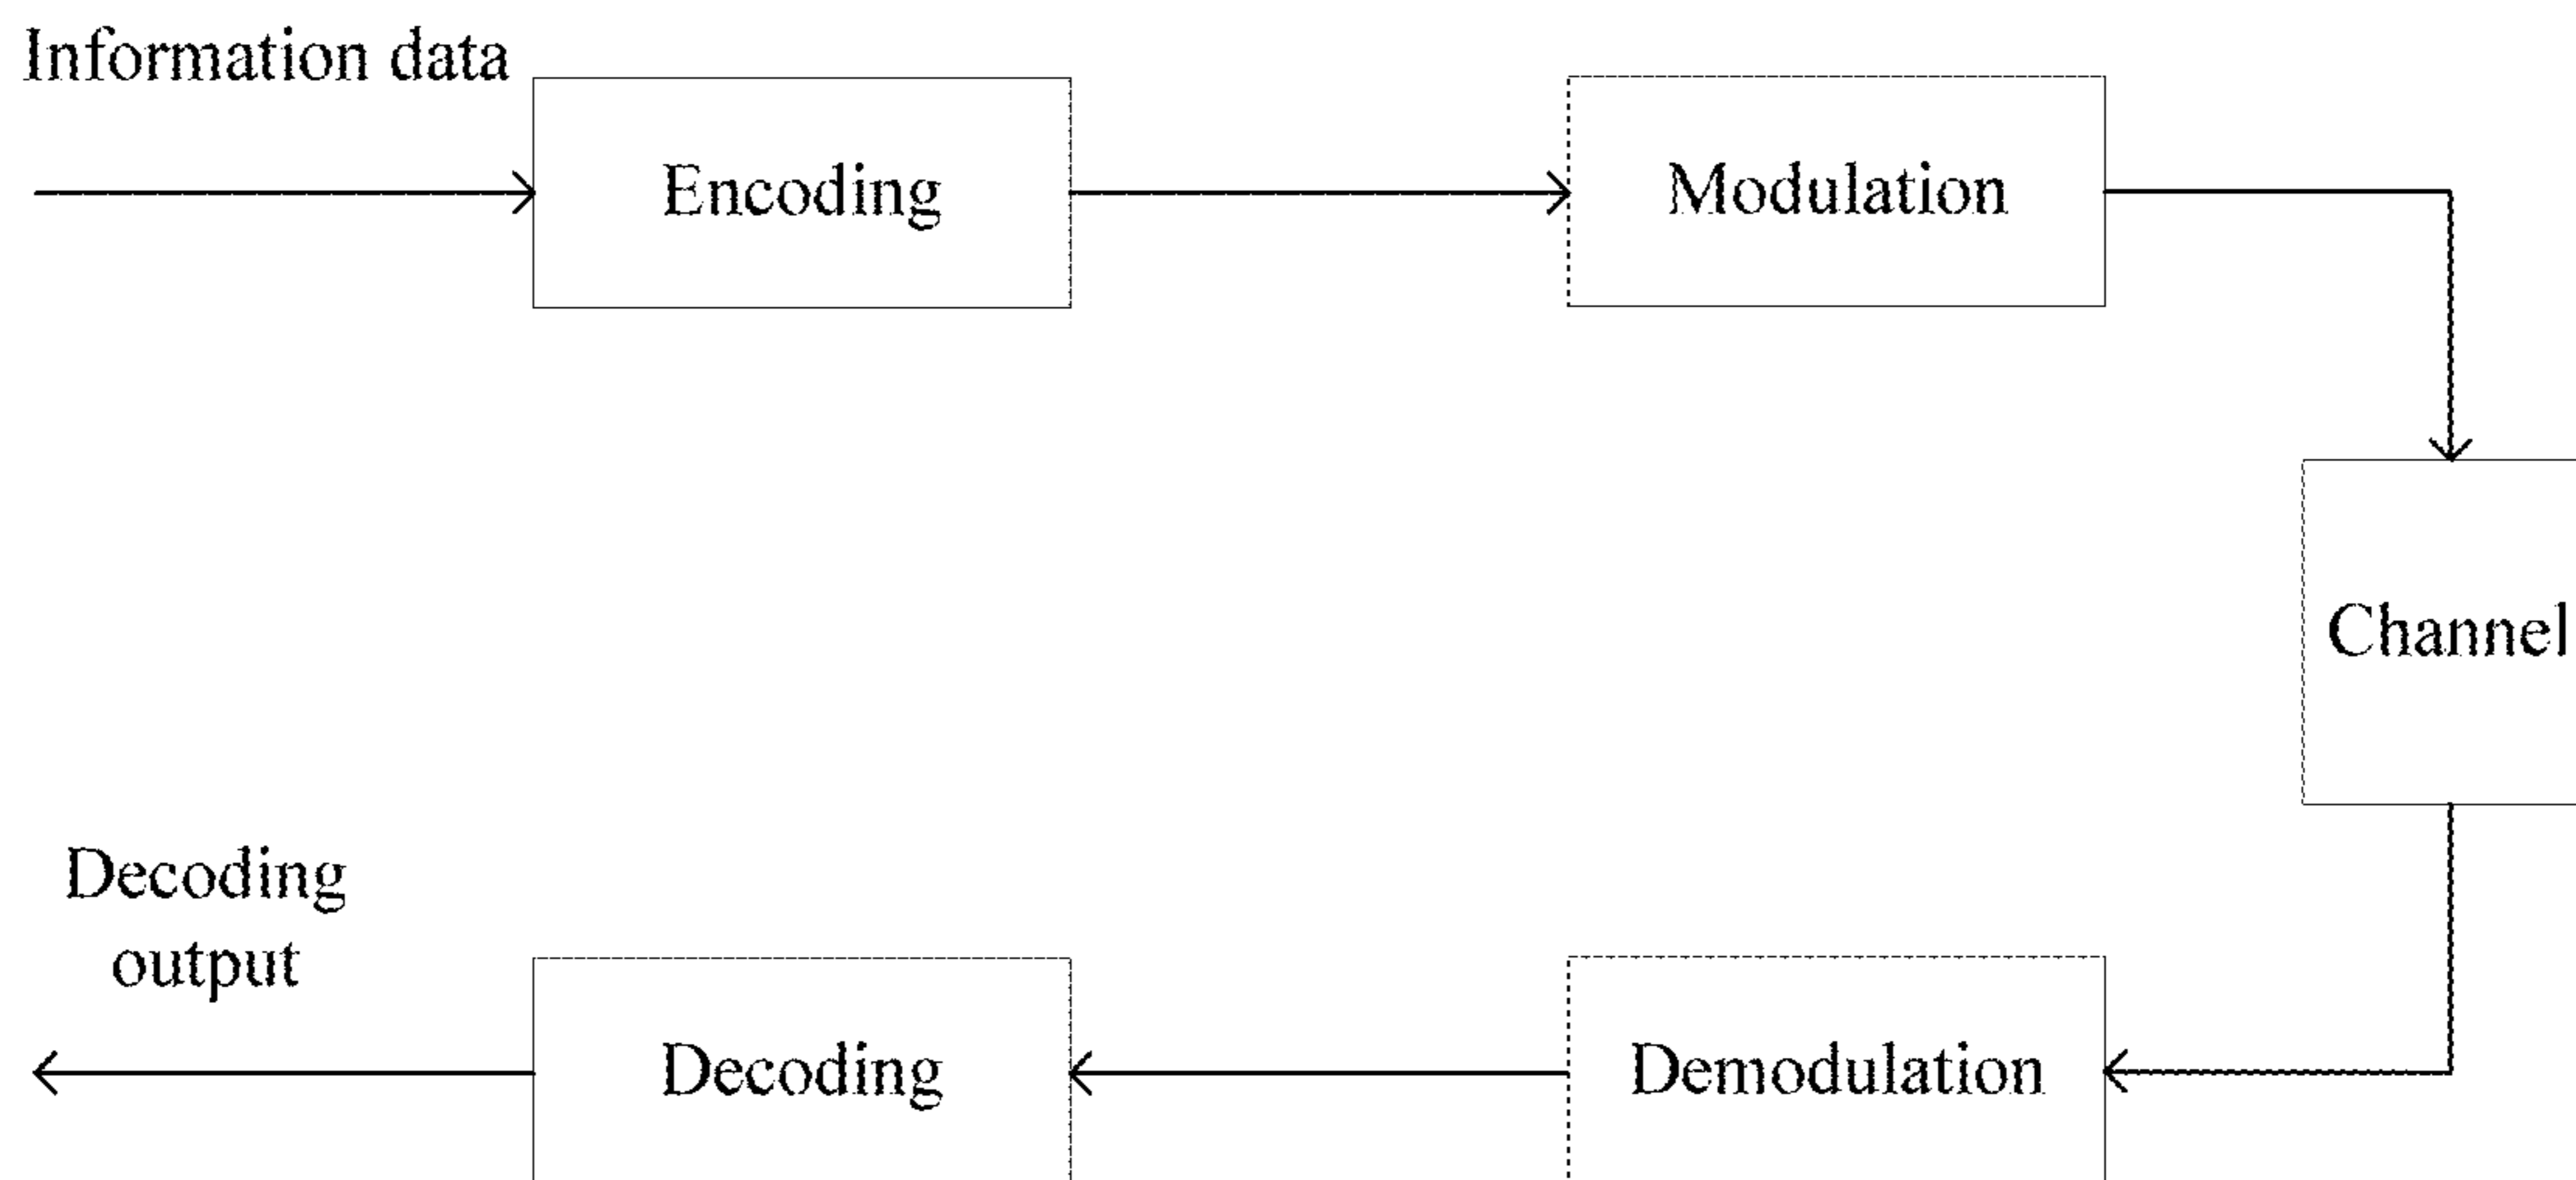 Information data
Encoding
Modulation
Channel
Decoding
output
Decoding
Demodulation